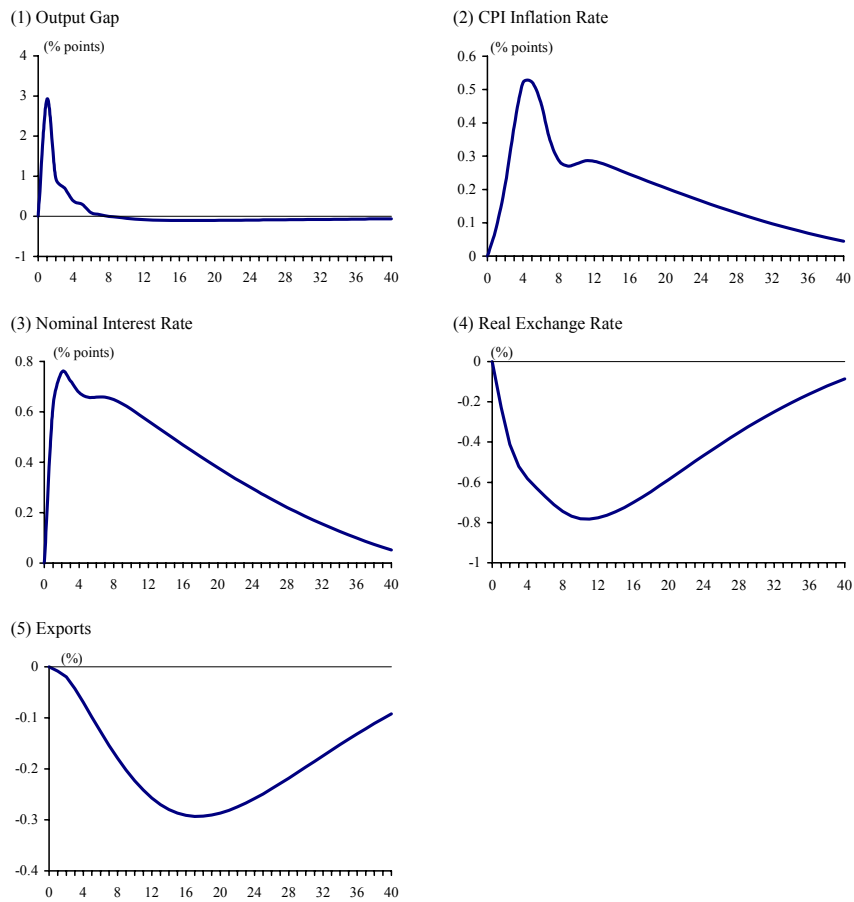 (1) Output Gap
(% points)
4
3
2
1
0
-1
0 4 8 12 16 20 24 28 32 36 40
(2) CPI Inflation Rate
(% points)
0.6
0.5
0.4
0.3
0.2
0.1
0
0 4 8 12 16 20 24 28 32 36 40
(3) Nominal Interest Rate
(% points)
0.8
0.6
0.4
0.2
0
0 4 8 12 16 20 24 28 32 36 40
(4) Real Exchange Rate
(%)
0
-0.2
-0.4
-0.6
-0.8
-1
0 4 8 12 16 20 24 28 32 36 40
(5) Exports
(%)
0
-0.1
-0.2
-0.3
-0.4
0 4 8 12 16 20 24 28 32 36 40